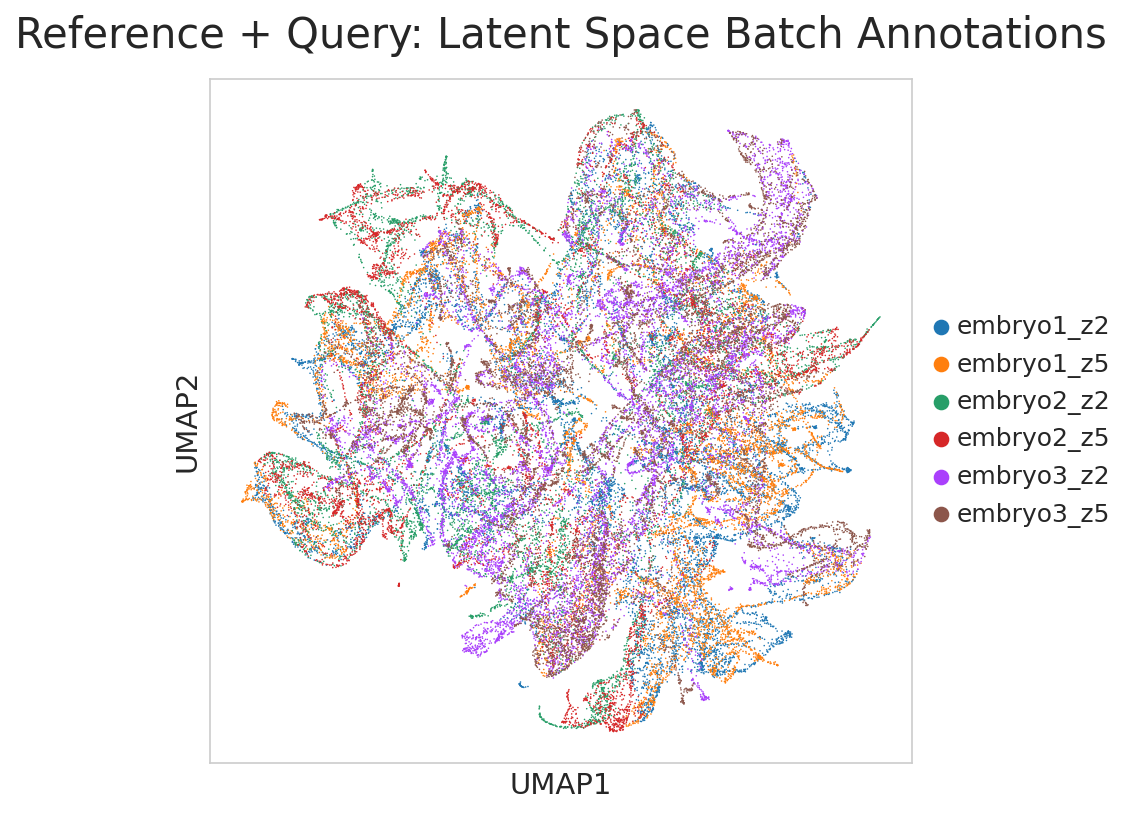 Reference + Query: Latent Space Batch Annotations
UMAP2
embryo1_z2
embryo1_z5
embryo2_z2
embryo2_z5
embryo3_z2
embryo3_z5
UMAP1